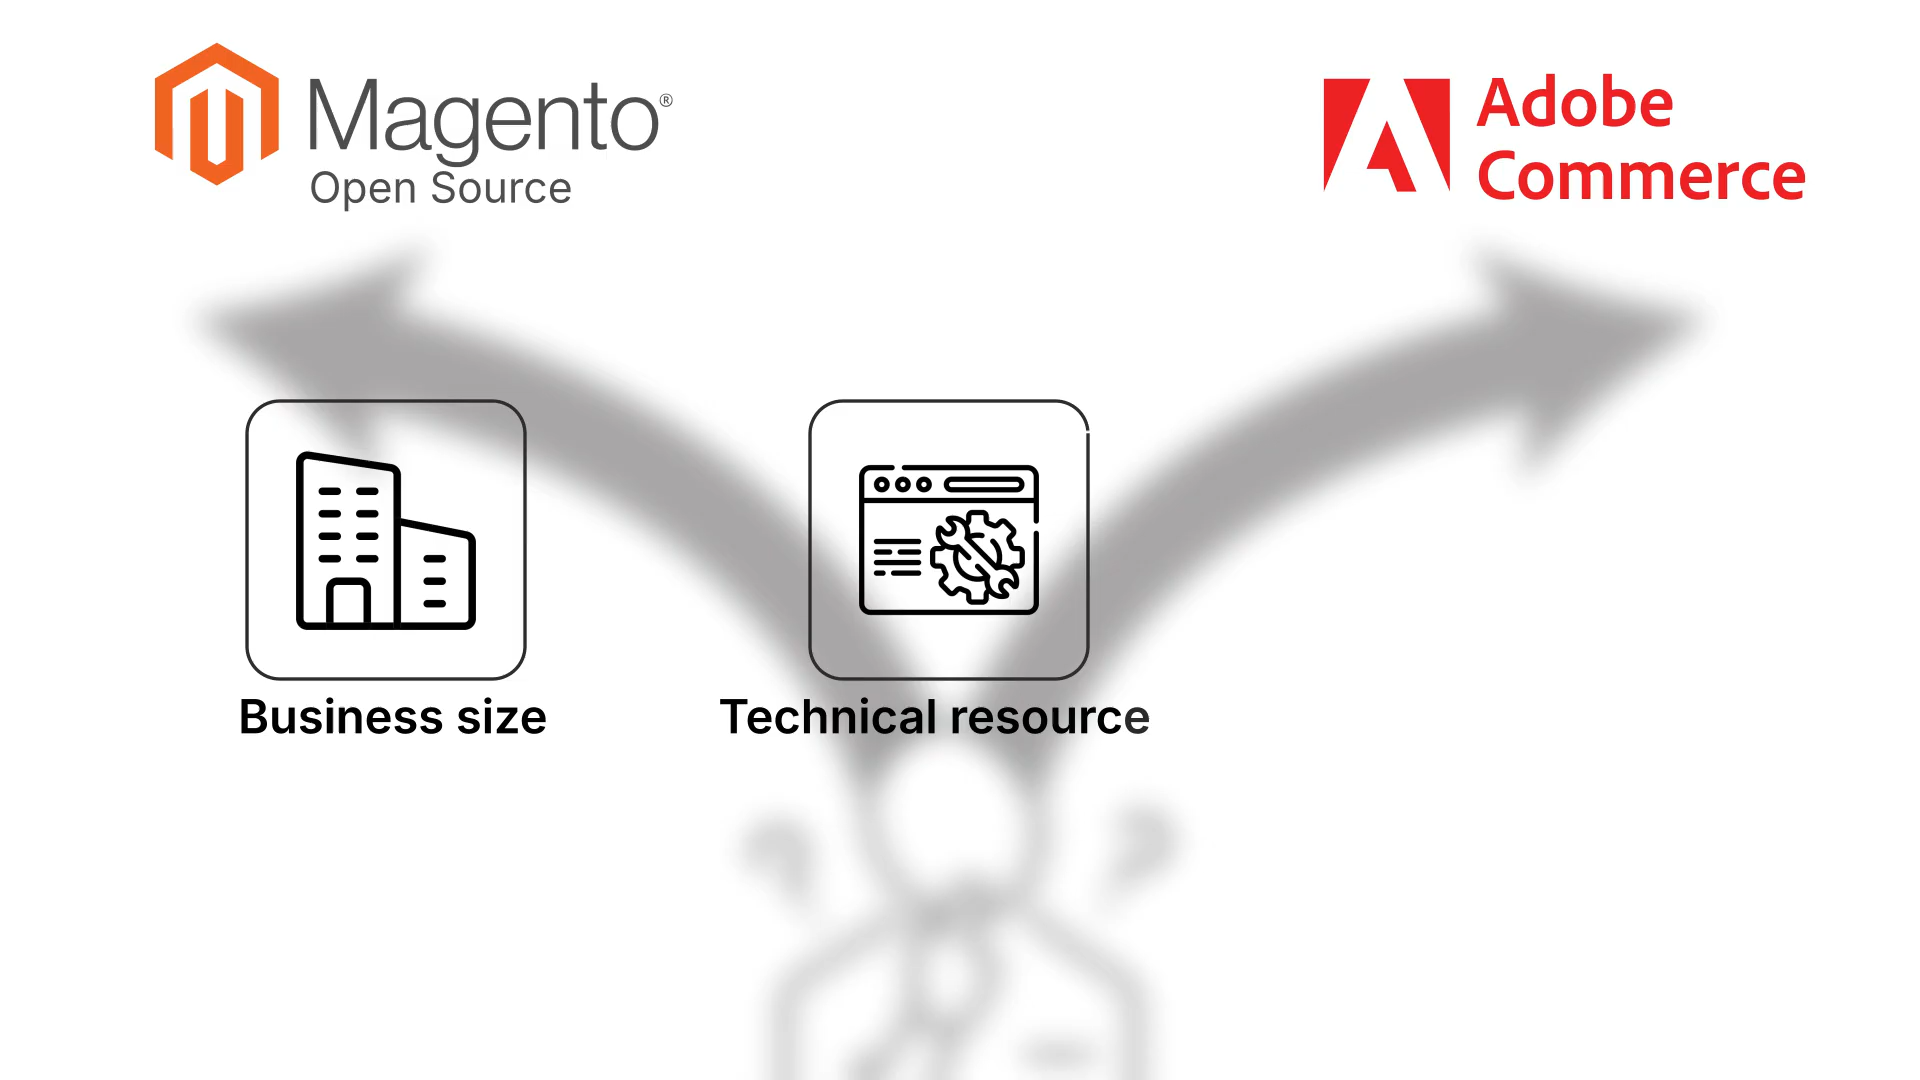 Magento®
Open Source
Adobe
Commerce
Business size
Technical resource